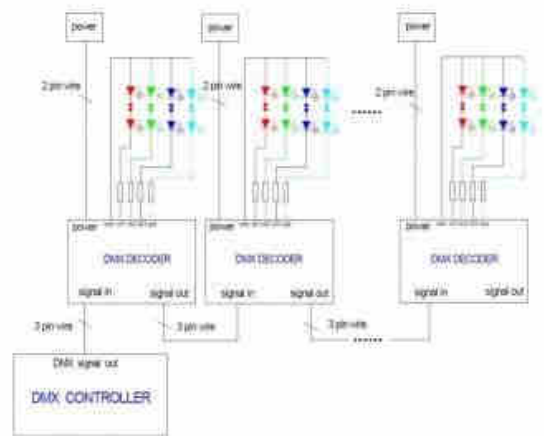 power
power
power
2 pin wire
2 pin wire
2 pin wire
......
power
power
power
DMX DECODER
DMX DECODER
DMX DECODER
signal in
signal out
signal in
signal out
signal in
signal out
3 pin wire
3 pin wire
3 pin wire
......
DMX signal out
DMX CONTROLLER